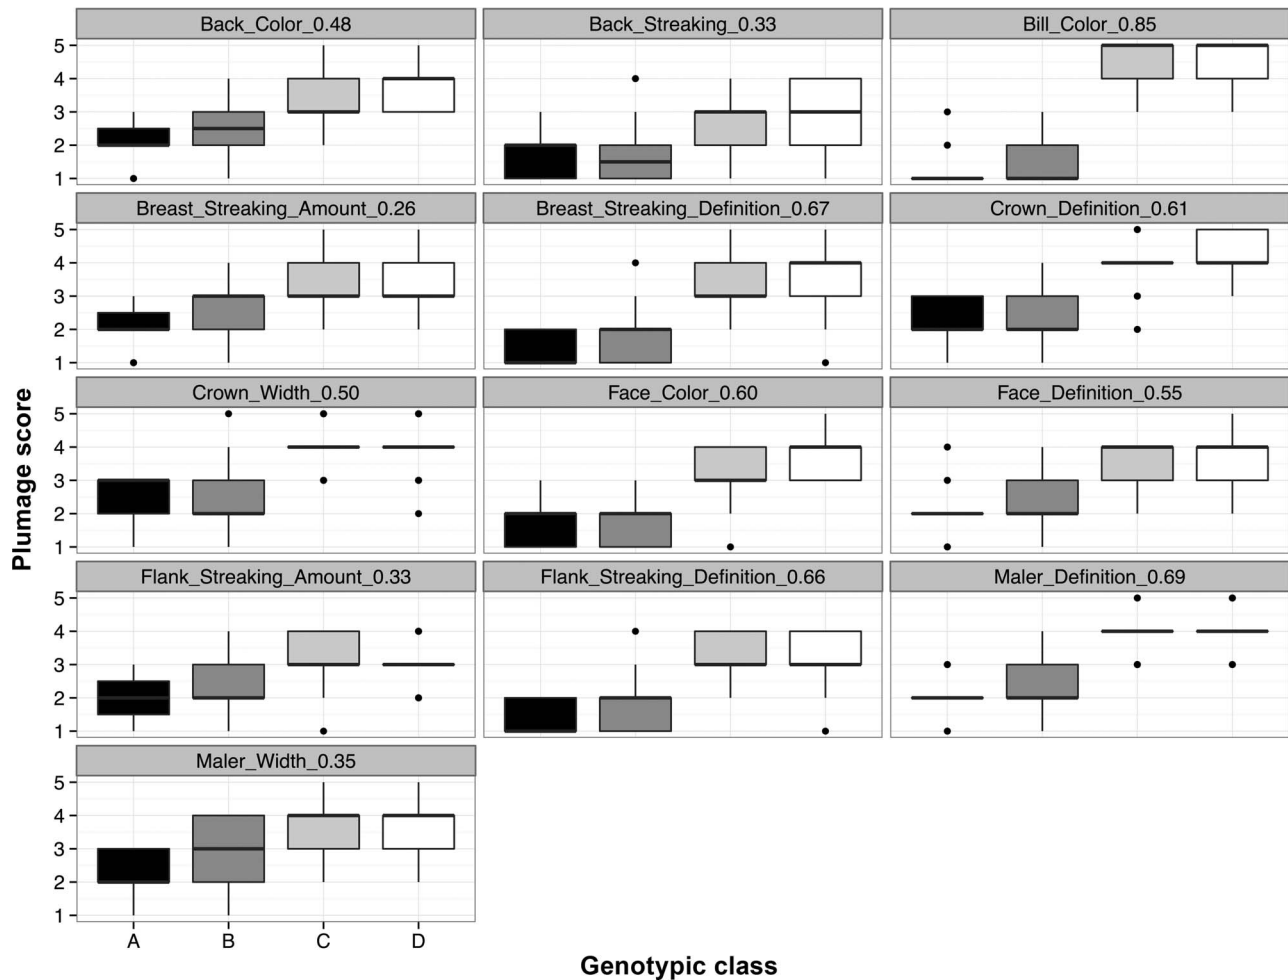 Back_Color_0.48
Back_Streaking_0.33
Bill_Color_0.85
5
4
3
2
1
Breast_Streaking_Amount_0.26
Breast_Streaking_Definition_0.67
Crown_Definition_0.61
5
4
3
2
1
Crown_Width_0.50
Face_Color_0.60
Face_Definition_0.55
5
4
3
2
1
Flank_Streaking_Amount_0.33
Flank_Streaking_Definition_0.66
Maler_Definition_0.69
5
4
3
2
1
Maler_Width_0.35
5
4
3
2
1
A B C D
Plumage score
Genotypic class